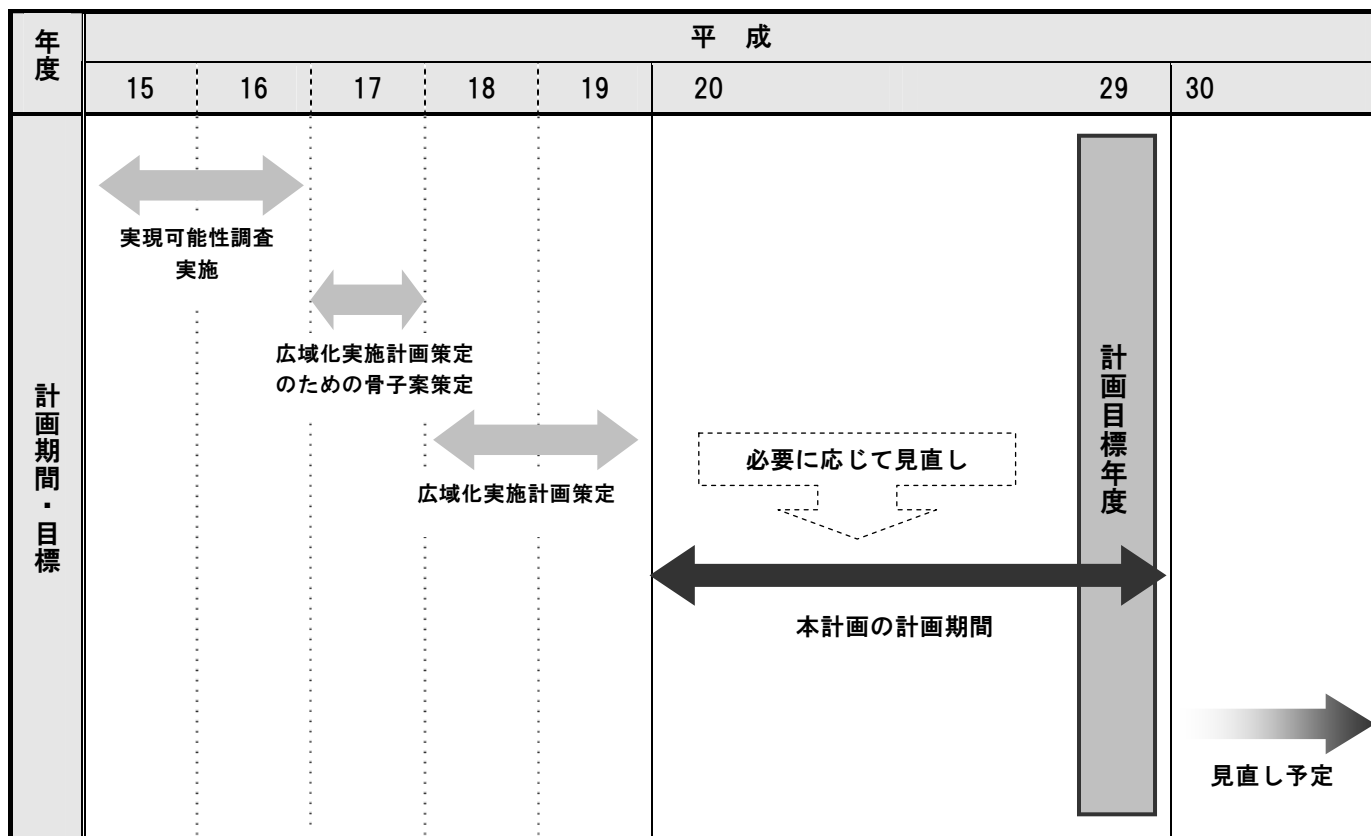 年度
平 成
15
16
17
18
19
20
29
30
計画期間・目標
実現可能性調査
実施
広域化実施計画策定
のための骨子案策定
広域化実施計画策定
必要に応じて見直し
本計画の計画期間
計画目標年度
見直し予定